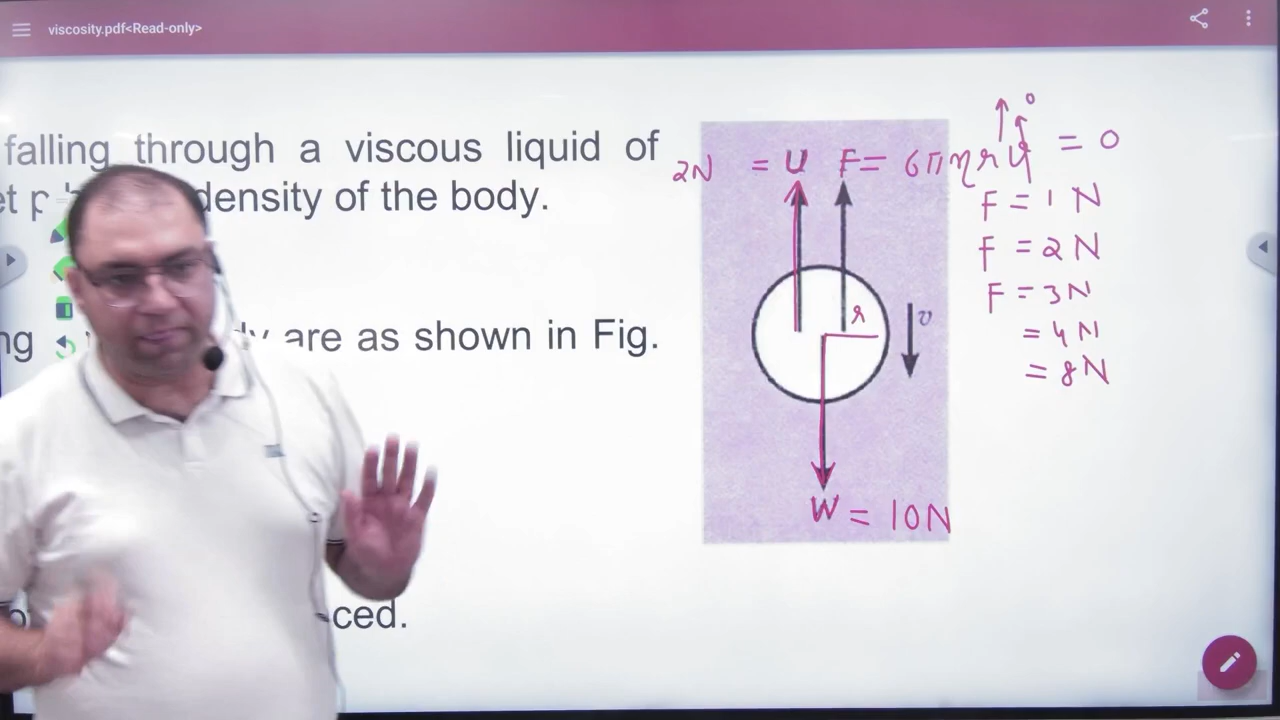 viscosity.pdf<Read-only>
falling through a viscous liquid of
density of the body.
are as shown in Fig.
ced.
2N = U F = 6πηrv = 0
0
F = 1 N
F = 2 N
F = 3 N
= 4 N
= 8 N
r
v
W = 10N